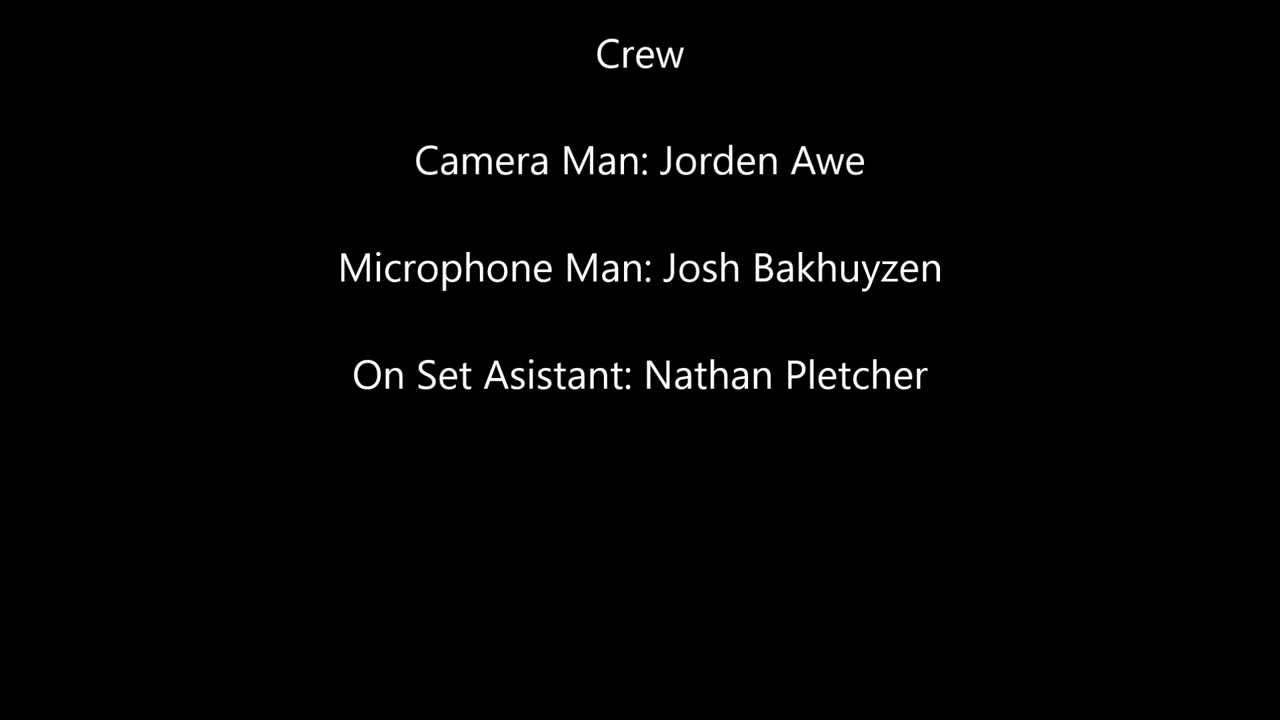 Crew
Camera Man: Jorden Awe
Microphone Man: Josh Bakhuyzen
On Set Asistant: Nathan Pletcher